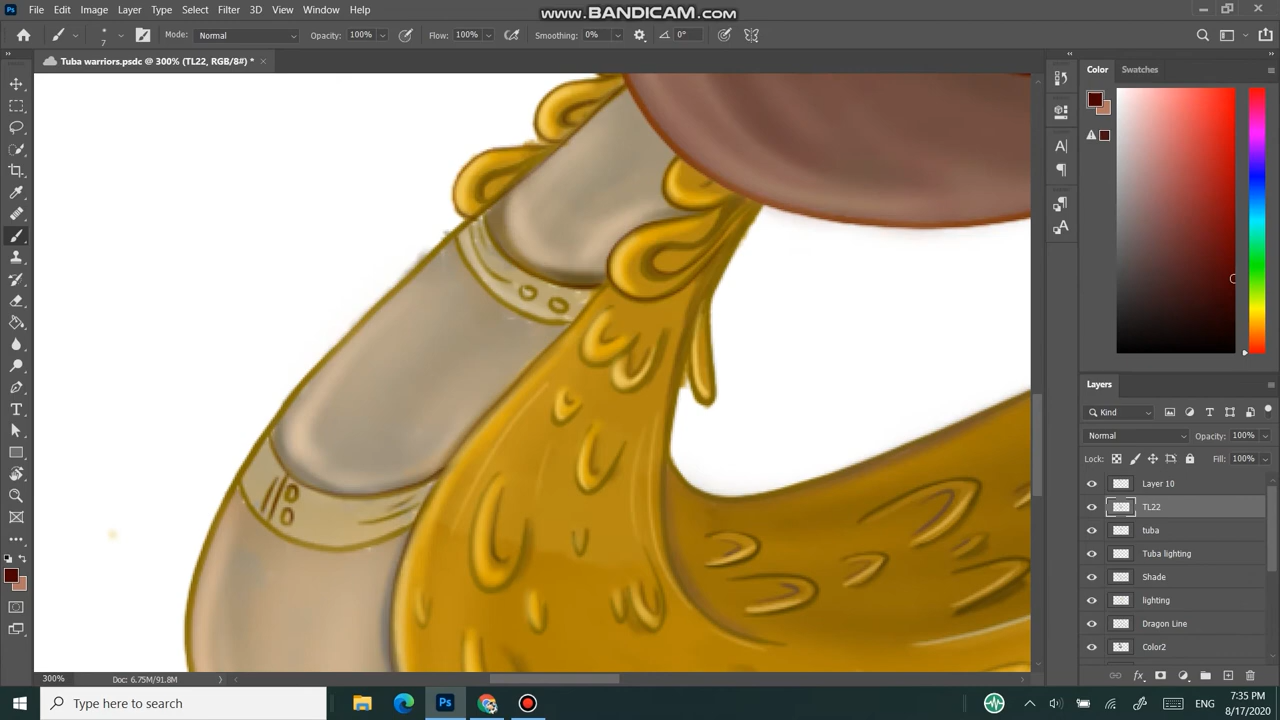 www.BANDICAM.com
Ps File Edit Image Layer Type Select Filter 3D View Window Help
7 Mode: Normal Opacity: 100% Flow: 100% Smoothing: 0% 0°
Tuba warriors.psdc @ 300% (TL22, RGB/8#) *
Color Swatches
Layers
Kind
Normal Opacity: 100%
Lock: Fill: 100%
Layer 10
TL22
tuba
Tuba lighting
Shade
lighting
Dragon Line
Color2
300% Doc: 6.75M/91.8M
Type here to search Ps 7:35 PM
8/17/2020